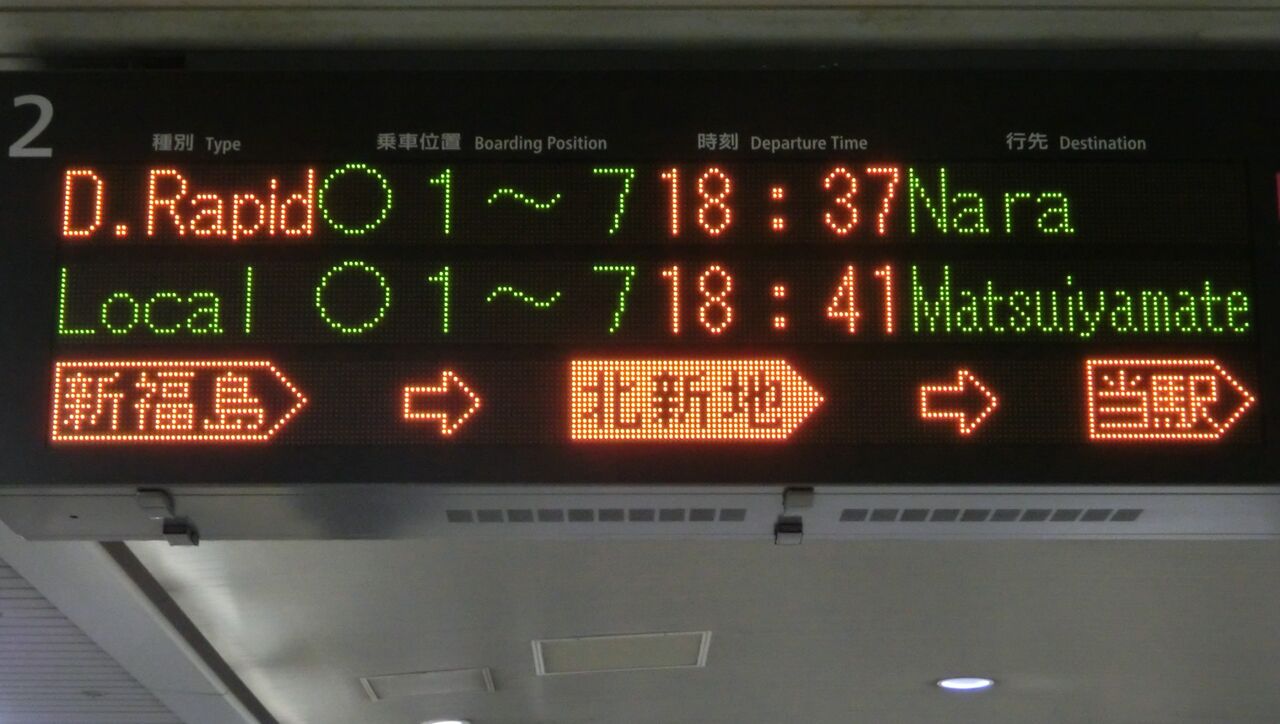 2
種別 Type 乗車位置 Boarding Position 時刻 Departure Time 行先 Destination
D.Rapid ○ 1～ 7 18:37 Nara
Local ○ 1～ 7 18:41 Matsuiyamate
新福島 ⇨ 北新地 ⇨ 当駅